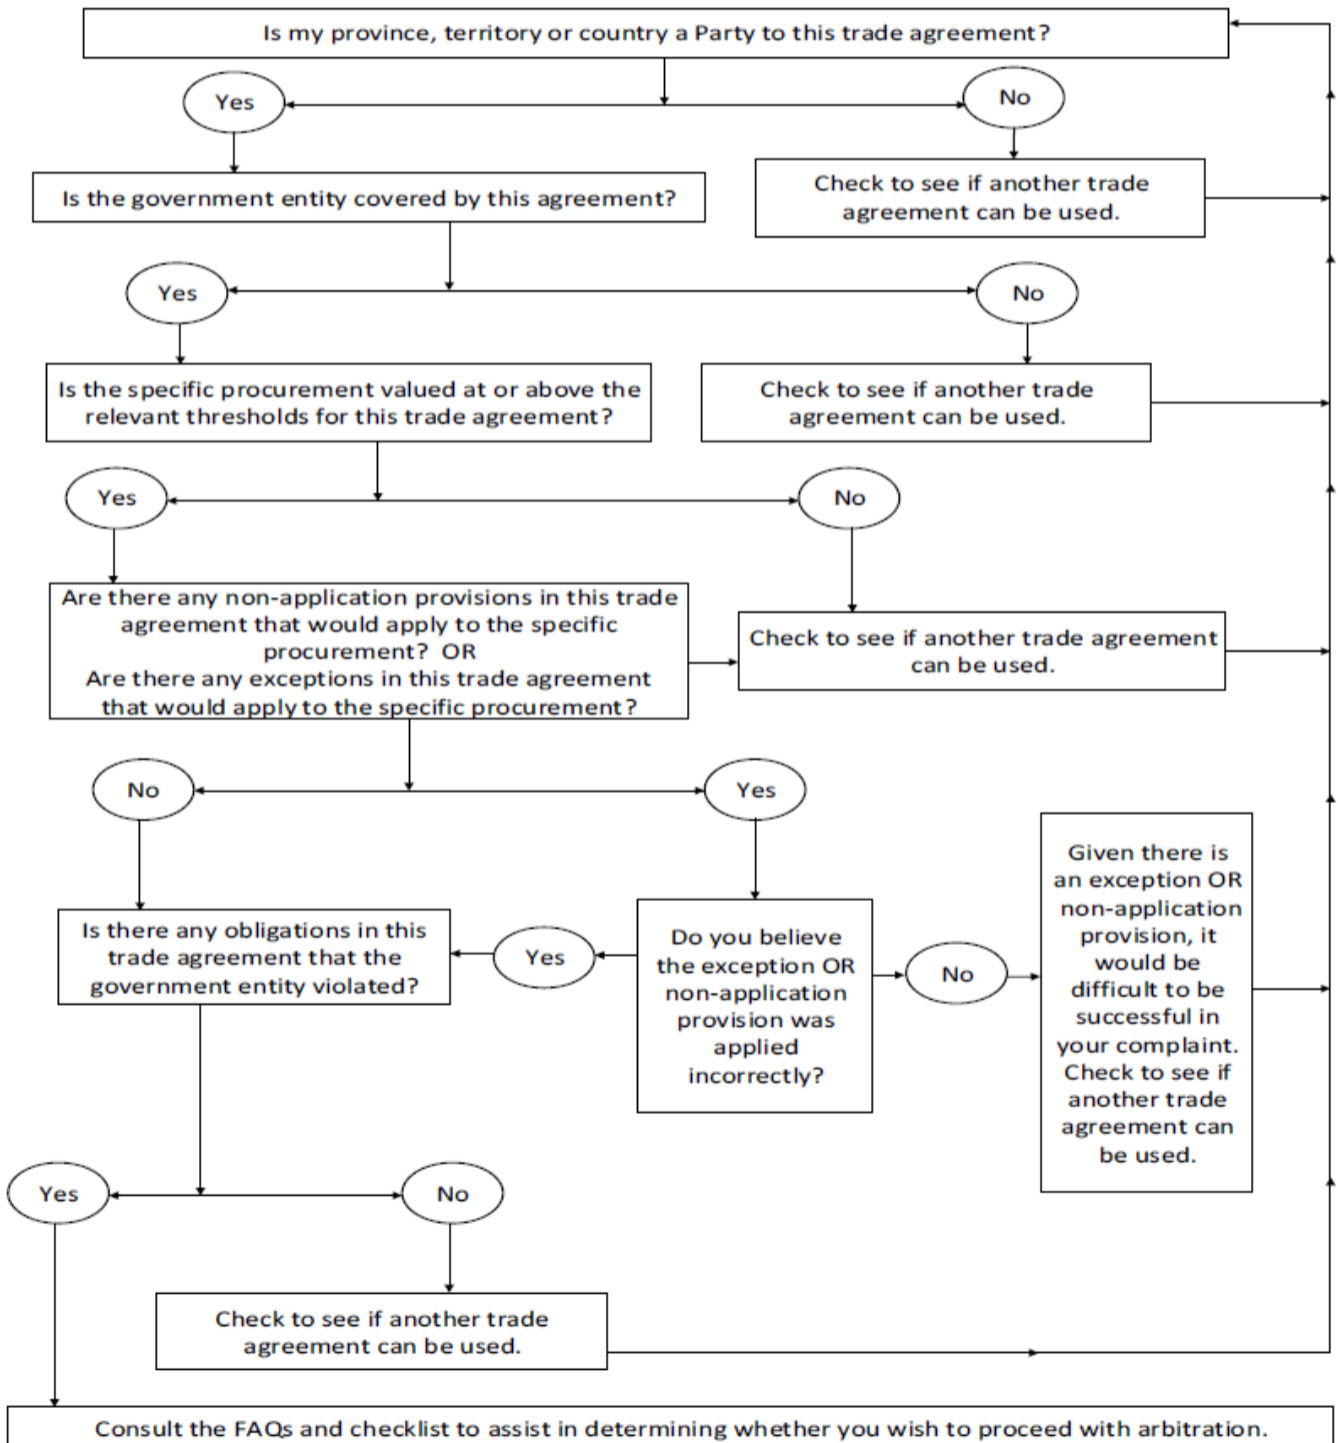 Is my province, territory or country a Party to this trade agreement?
Yes
No
Is the government entity covered by this agreement?
Check to see if another trade
agreement can be used.
Yes
No
Is the specific procurement valued at or above the
relevant thresholds for this trade agreement?
Check to see if another trade
agreement can be used.
Yes
No
Are there any non-application provisions in this trade
agreement that would apply to the specific
procurement? OR
Are there any exceptions in this trade agreement
that would apply to the specific procurement?
Check to see if another trade agreement
can be used.
No
Yes
Is there any obligations in this
trade agreement that the
government entity violated?
Yes
Do you believe
the exception OR
non-application
provision was
applied
incorrectly?
No
Given there is
an exception OR
non-application
provision, it
would be
difficult to be
successful in
your complaint.
Check to see if
another trade
agreement can
be used.
Yes
No
Check to see if another trade
agreement can be used.
Consult the FAQs and checklist to assist in determining whether you wish to proceed with arbitration.